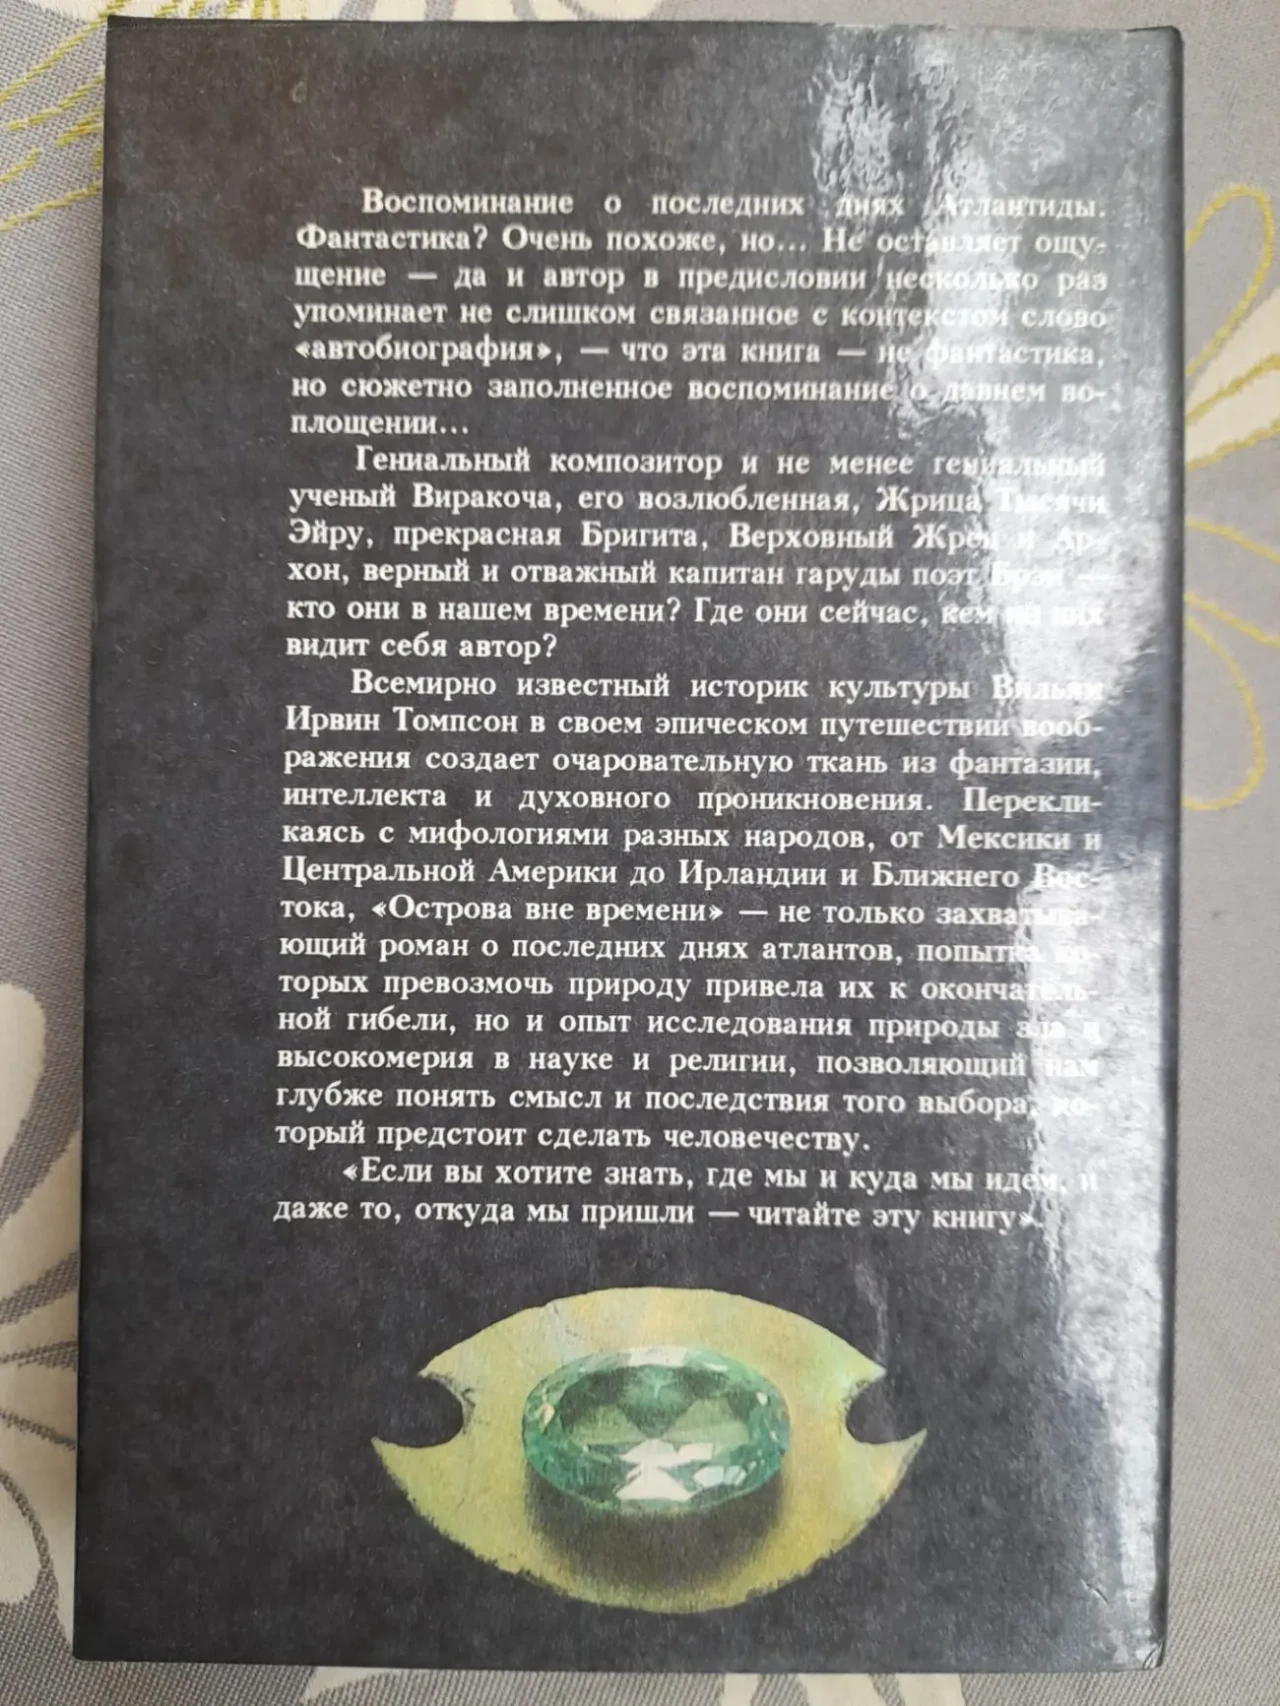 Воспоминание о последних днях Атлантиды.
Фантастика? Очень похоже, но... Не оставляет ощу-
щение — да и автор в предисловии несколько раз
упоминает не слишком связанное с контекстом слово
«автобиография», — что эта книга — не фантастика,
но сюжетно заполненное воспоминание о давнем во-
площении...
Гениальный композитор и не менее гениальный
ученый Виракоча, его возлюбленная, Жрица Тысячи
Эйру, прекрасная Бригита, Верховный Жрец и Ар-
хон, верный и отважный капитан гаруды поэт Брэн —
кто они в нашем времени? Где они сейчас, кем из них
видит себя автор?
Всемирно известный историк культуры Вильям
Ирвин Томпсон в своем эпическом путешествии вооб-
ражения создает очаровательную ткань из фантазии,
интеллекта и духовного проникновения. Перекли-
каясь с мифологиями разных народов, от Мексики и
Центральной Америки до Ирландии и Ближнего Вос-
тока, «Острова вне времени» — не только захватыва-
ющий роман о последних днях атлантов, попытка ко-
торых превозмочь природу привела их к окончатель-
ной гибели, но и опыт исследования природы зла и
высокомерия в науке и религии, позволяющий нам
глубже понять смысл и последствия того выбора, ко-
торый предстоит сделать человечеству.
«Если вы хотите знать, где мы и куда мы идем, и
даже то, откуда мы пришли — читайте эту книгу».